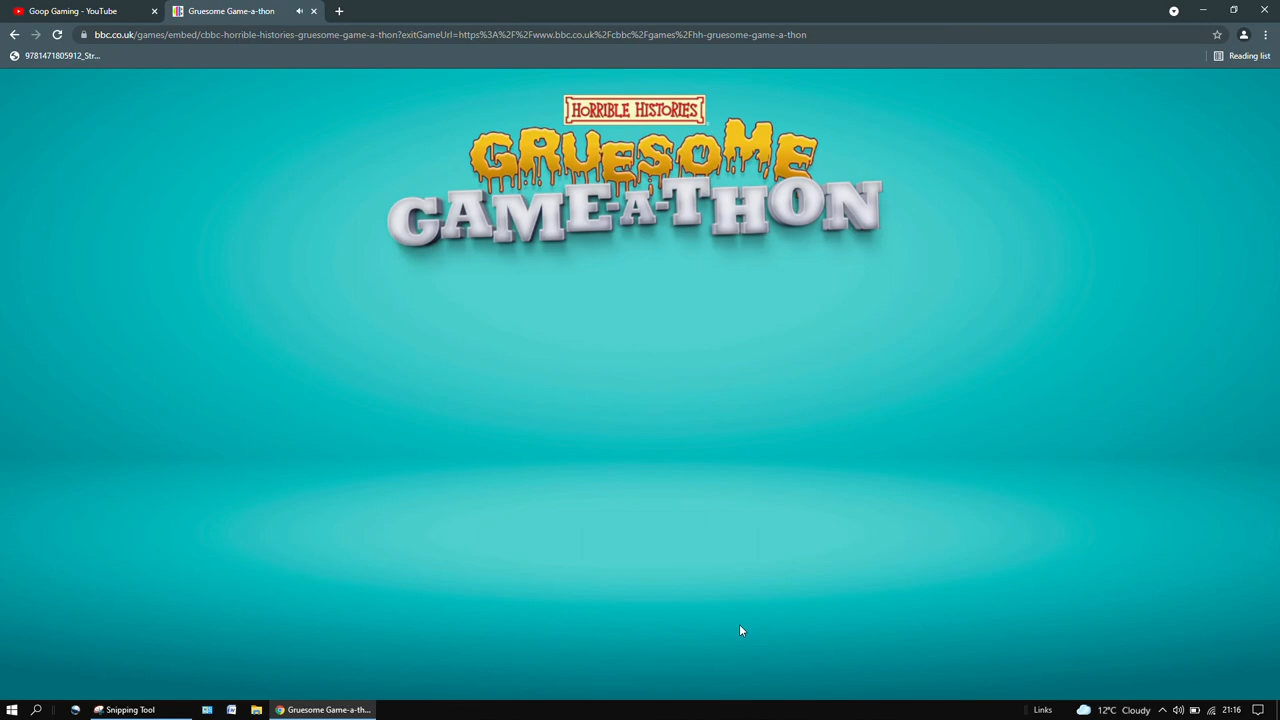 Goop Gaming - YouTube
Gruesome Game-a-thon
bbc.co.uk/games/embed/cbbc-horrible-histories-gruesome-game-a-thon?exitGameUrl=https%3A%2F%2Fwww.bbc.co.uk%2Fcbbc%2Fgames%2Fhh-gruesome-game-a-thon
9781471805912_Str...
Reading list
HORRIBLE HISTORIES
GRUESOME
GAME-A-THON
Snipping Tool
Gruesome Game-a-th...
Links
12°C Cloudy
21:16